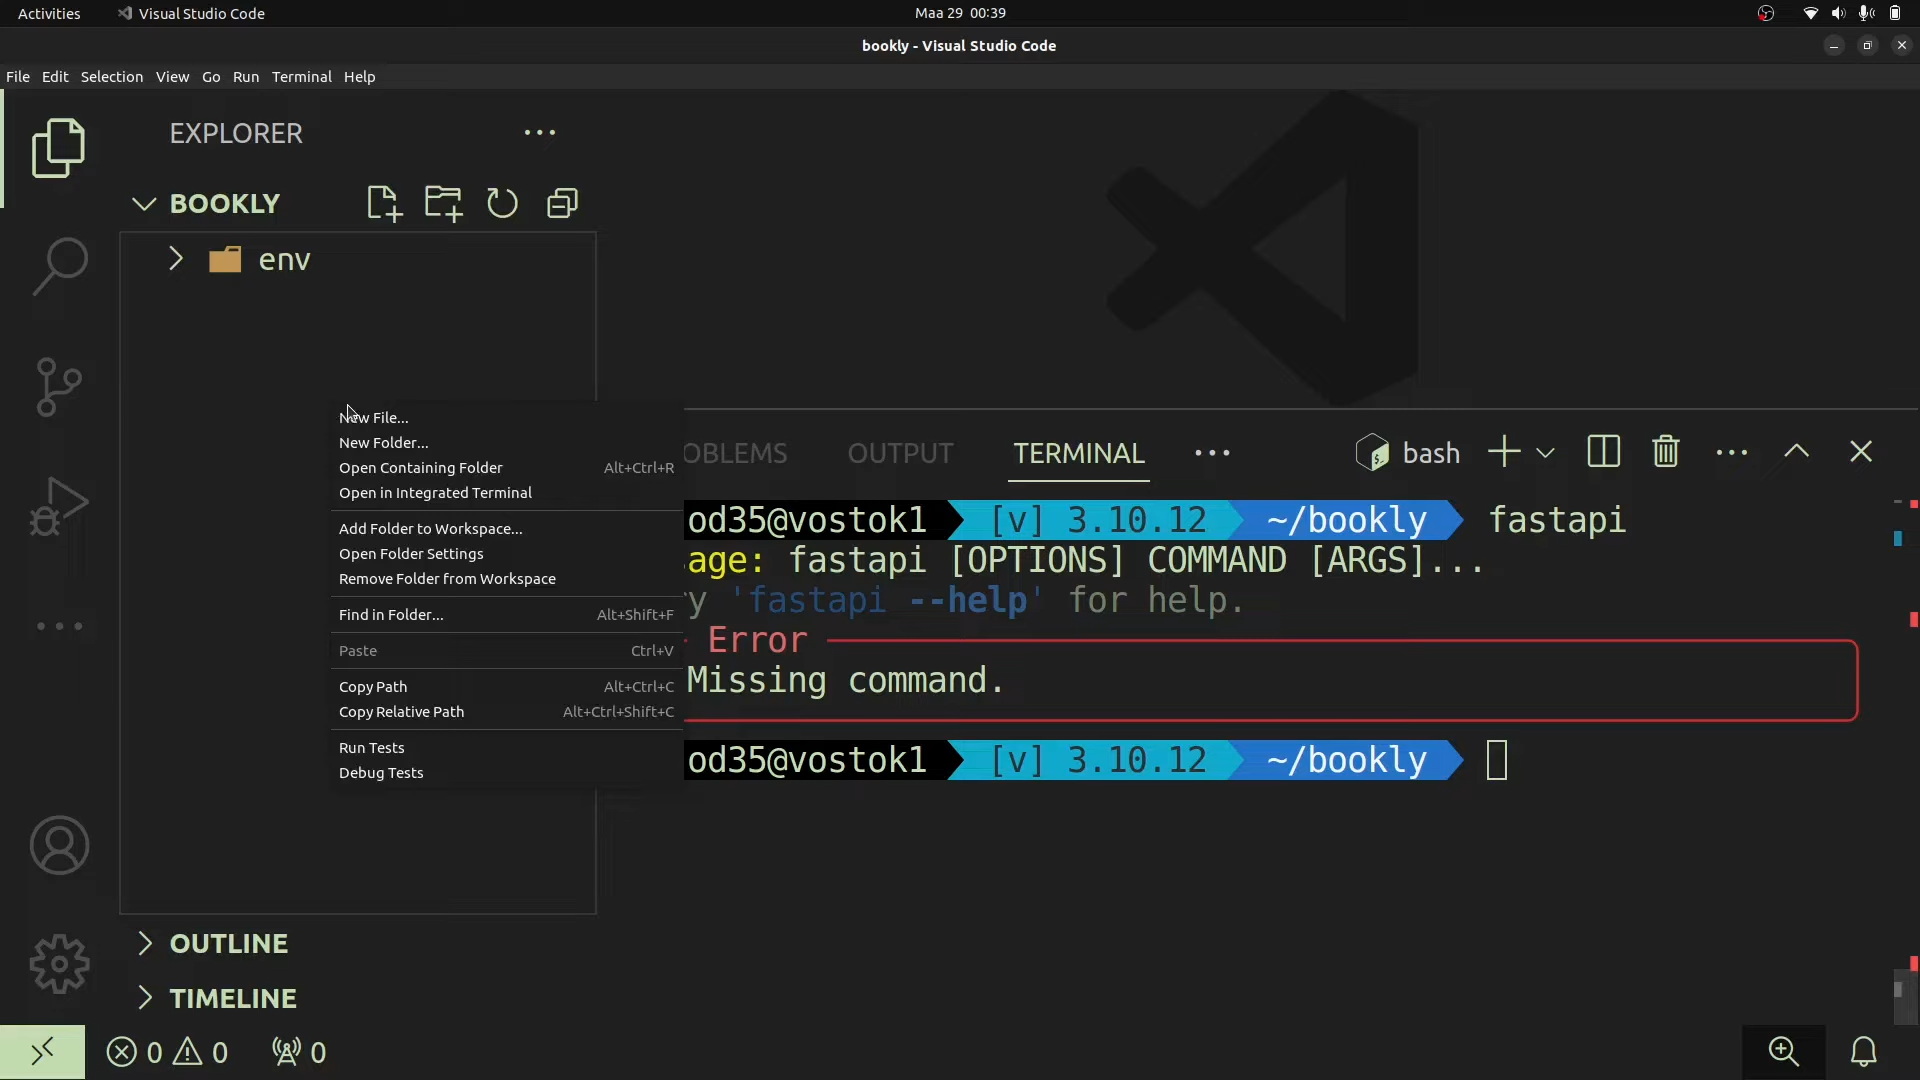 Activities Visual Studio Code Maa 29 00:39
bookly - Visual Studio Code
File Edit Selection View Go Run Terminal Help
EXPLORER
BOOKLY
env
New File...
New Folder...
Open Containing Folder Alt+Ctrl+R
Open in Integrated Terminal
Add Folder to Workspace...
Open Folder Settings
Remove Folder from Workspace
Find in Folder... Alt+Shift+F
Paste Ctrl+V
Copy Path Alt+Ctrl+C
Copy Relative Path Alt+Ctrl+Shift+C
Run Tests
Debug Tests
OBLEMS OUTPUT TERMINAL bash
od35@vostok1 [v] 3.10.12 ~/bookly fastapi
age: fastapi [OPTIONS] COMMAND [ARGS]...
y 'fastapi --help' for help.
Error
Missing command.
od35@vostok1 [v] 3.10.12 ~/bookly
OUTLINE
TIMELINE
0 0 0